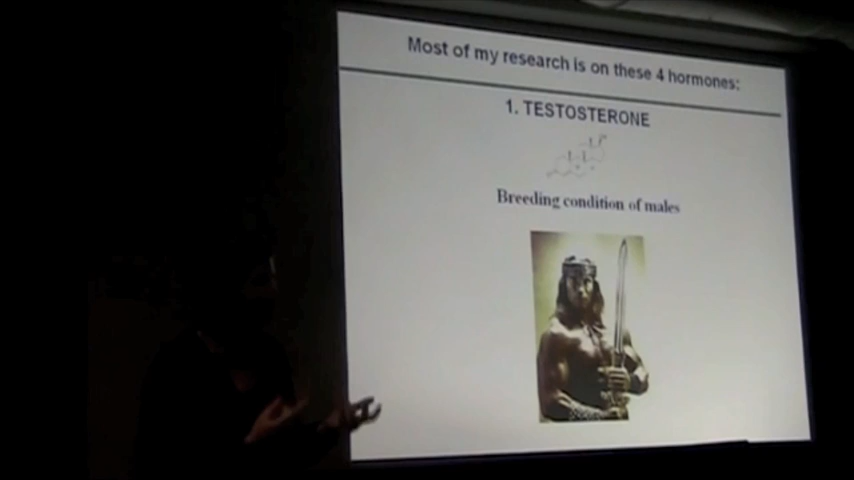 Most of my research is on these 4 hormones:
1. TESTOSTERONE
Breeding condition of males